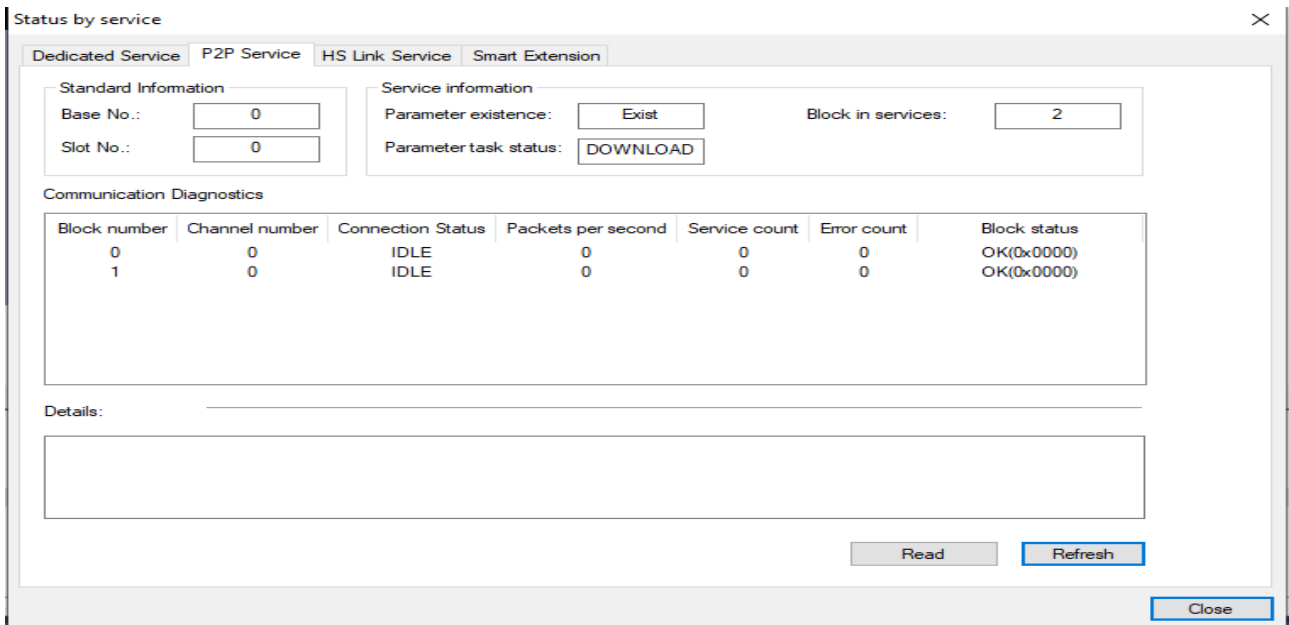 Status by service
Dedicated Service P2P Service HS Link Service Smart Extension
Standard Information Service information
Base No.: 0 Parameter existence: Exist Block in services: 2
Slot No.: 0 Parameter task status: DOWNLOAD
Communication Diagnostics
Block number Channel number Connection Status Packets per second Service count Error count Block status
0 0 IDLE 0 0 0 OK(0x0000)
1 0 IDLE 0 0 0 OK(0x0000)
Details:
Read Refresh
Close